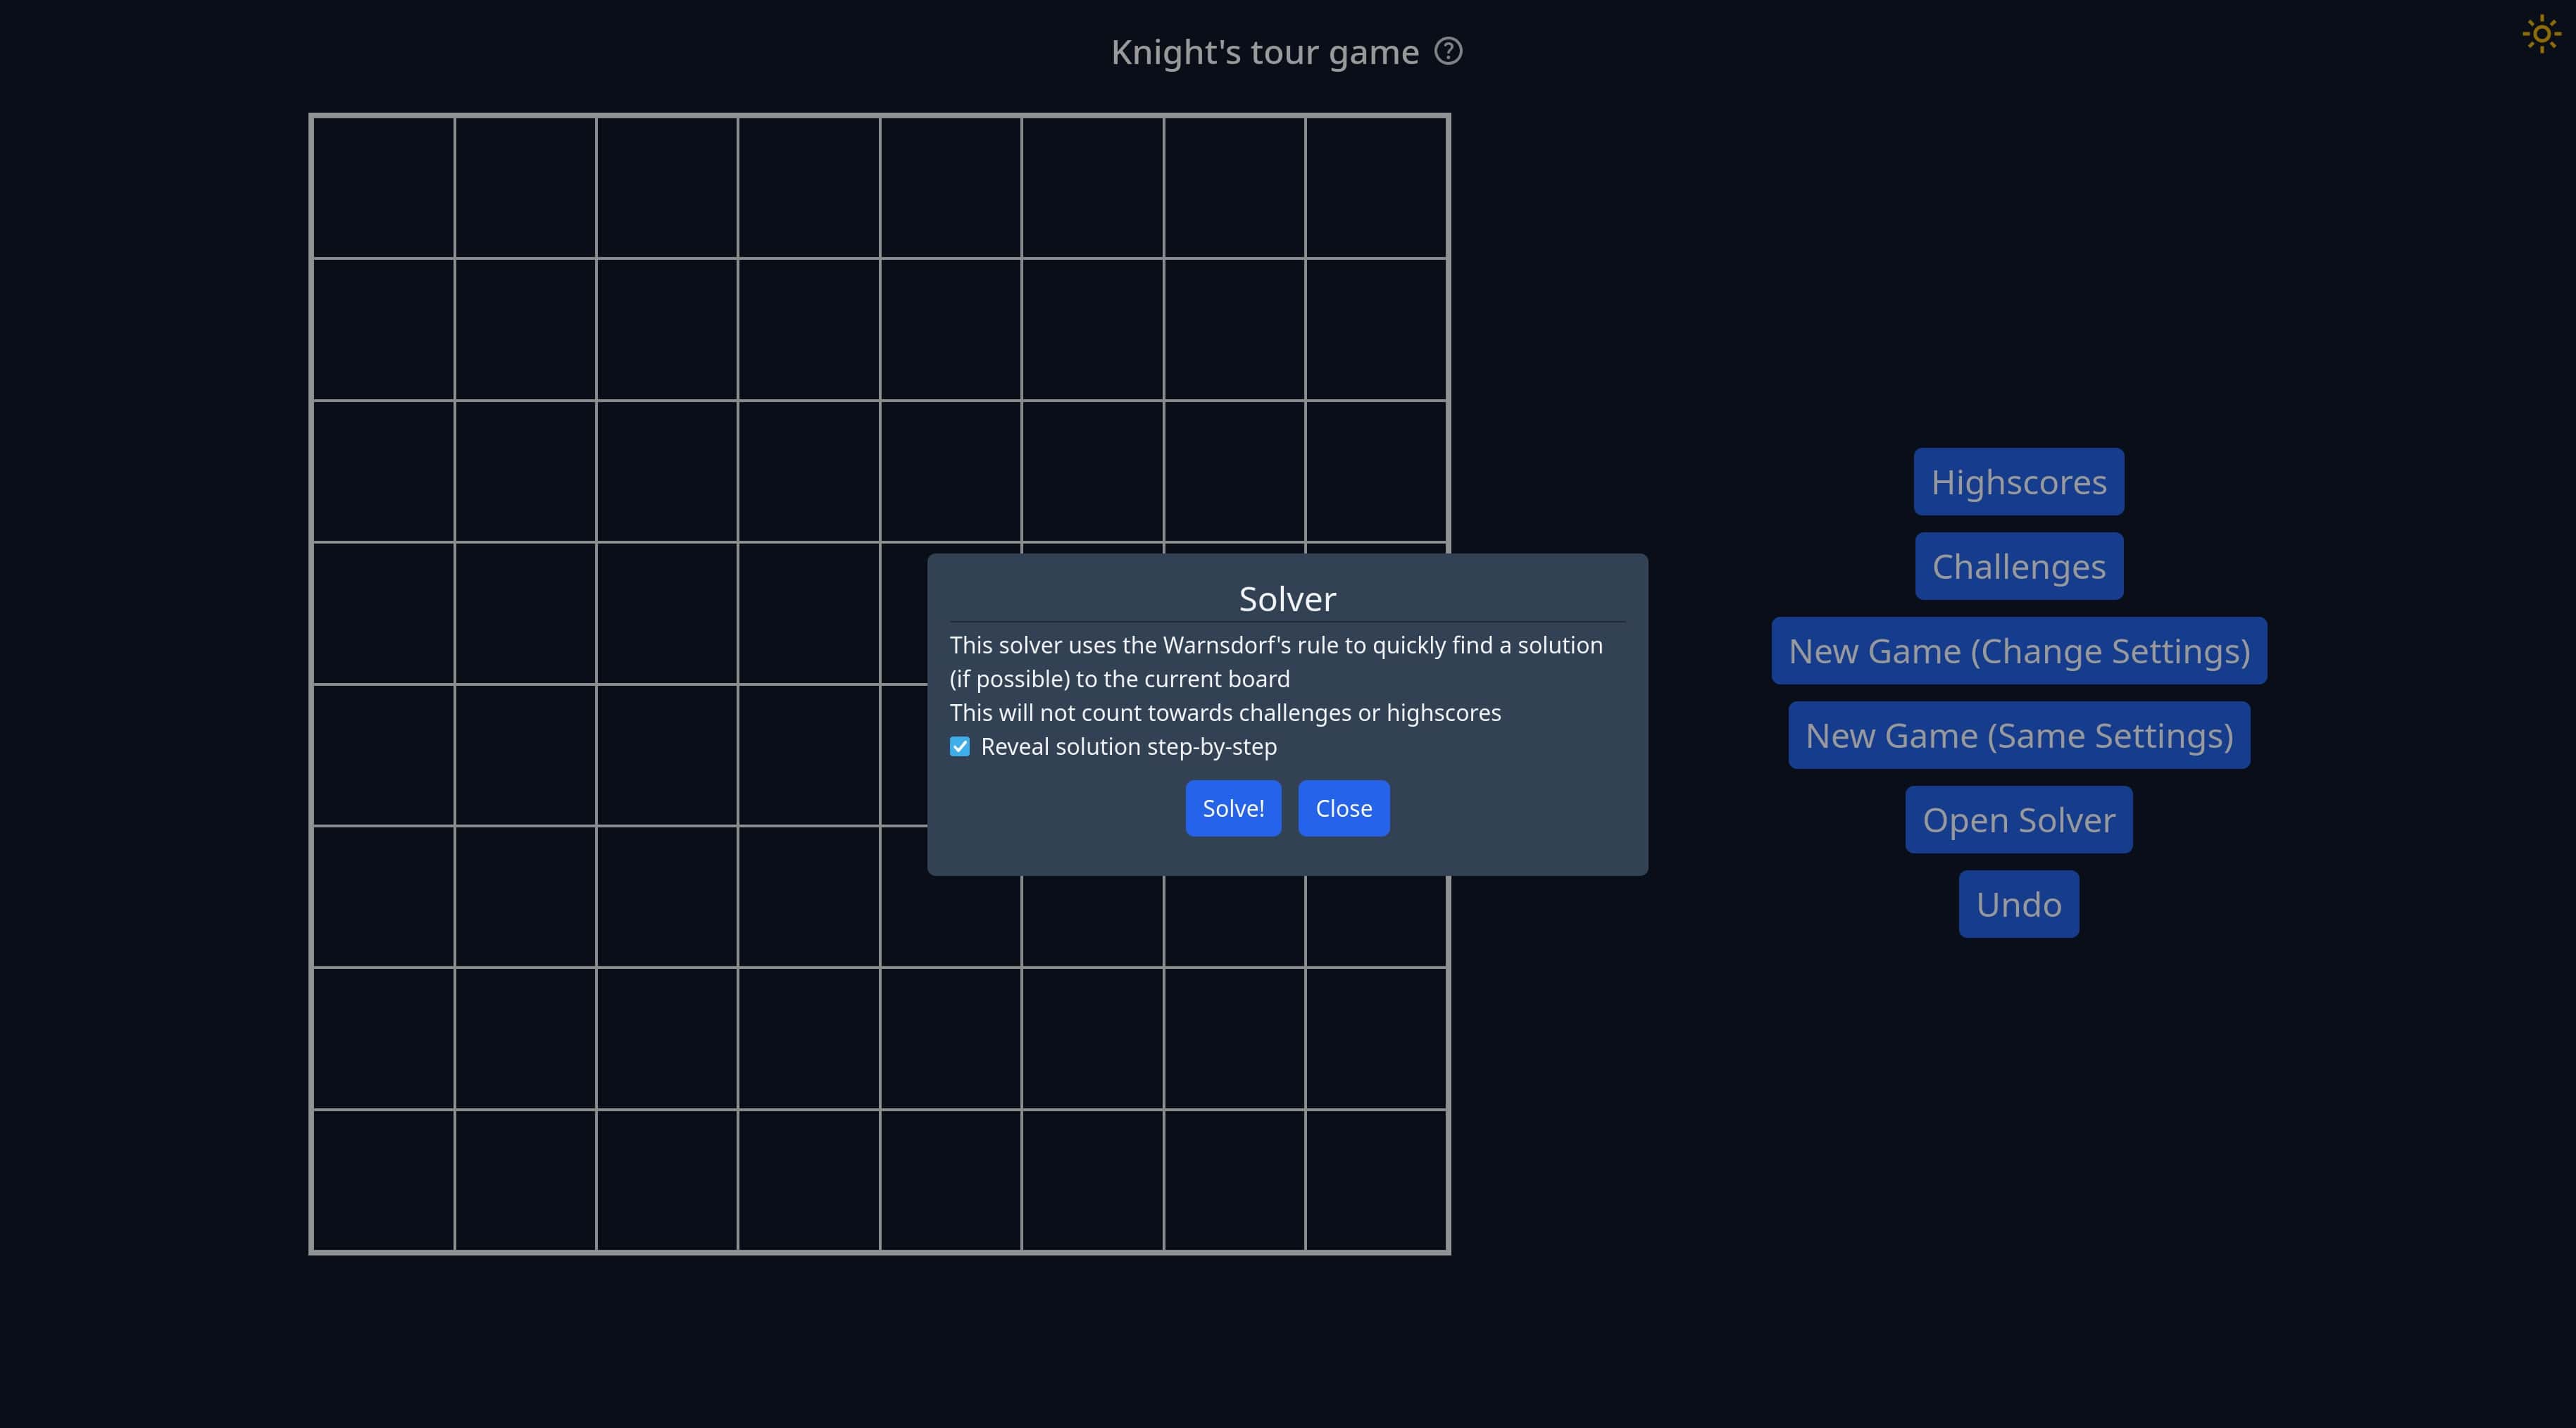 Knight's tour game
Solver
This solver uses the Warnsdorf's rule to quickly find a solution
(if possible) to the current board
This will not count towards challenges or highscores
Reveal solution step-by-step
Solve!
Close
Highscores
Challenges
New Game (Change Settings)
New Game (Same Settings)
Open Solver
Undo